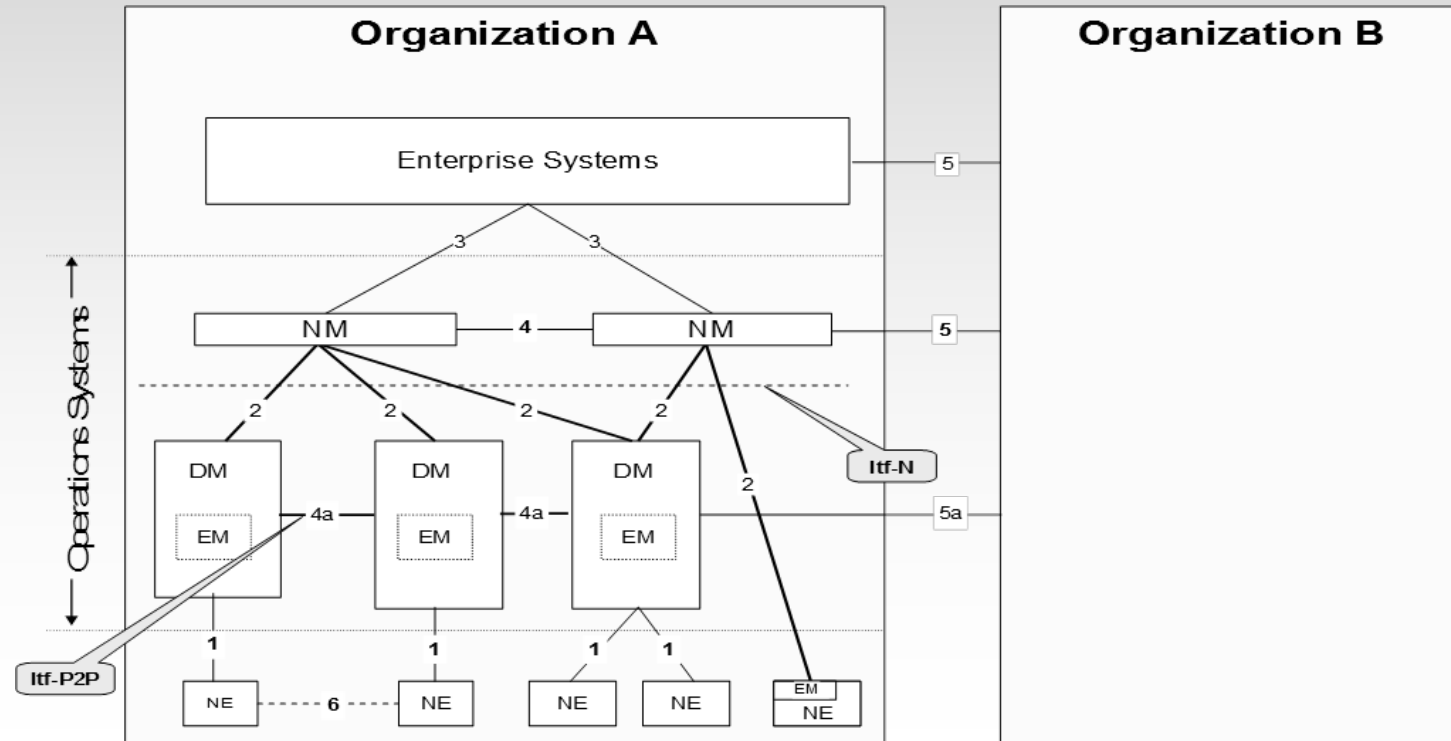 Organization A
Organization B
Enterprise Systems
5
3
3
NM
4
NM
5
2
2
2
2
Itf-N
2
DM
DM
DM
4a
4a
5a
EM
EM
EM
Operations Systems
1
1
1
1
Itf-P2P
NE
6
NE
NE
NE
EM
NE